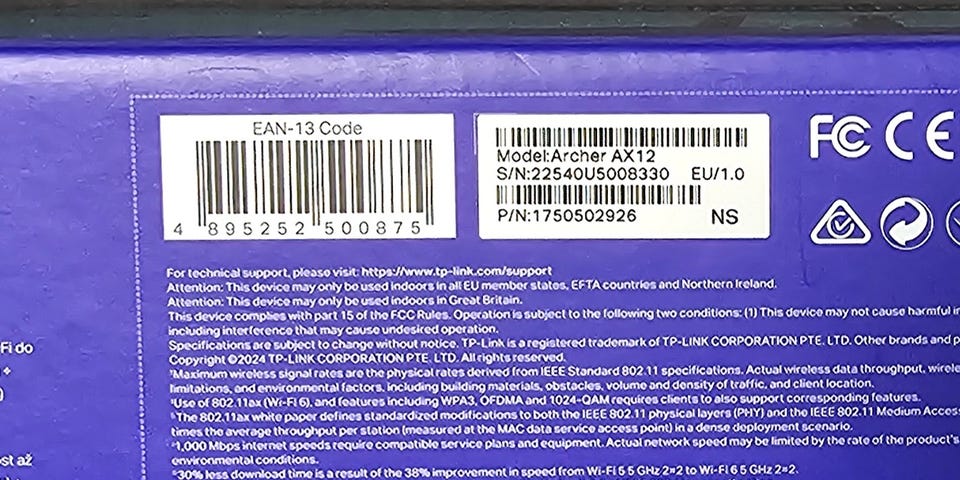 EAN-13 Code
4 895252 500875
Model:Archer AX12
S/N:22540U5008330 EU/1.0
P/N:1750502926 NS
FC CE
For technical support, please visit: https://www.tp-link.com/support
Attention: This device may only be used indoors in all EU member states, EFTA countries and Northern Ireland.
Attention: This device may only be used indoors in Great Britain.
This device complies with part 15 of the FCC Rules. Operation is subject to the following two conditions: (1) This device may not cause harmful in
including interference that may cause undesired operation.
Specifications are subject to change without notice. TP-Link is a registered trademark of TP-LINK CORPORATION PTE. LTD. Other brands and p
Copyright ©2024 TP-LINK CORPORATION PTE. LTD. All rights reserved.
Maximum wireless signal rates are the physical rates derived from IEEE Standard 802.11 specifications. Actual wireless data throughput, wirele
limitations, and environmental factors, including building materials, obstacles, volume and density of traffic, and client location.
Use of 802.11ax (Wi-Fi 6), and features including WPA3, OFDMA and 1024-QAM requires clients to also support corresponding features.
The 802.11ax white paper defines standardized modifications to both the IEEE 802.11 physical layers (PHY) and the IEEE 802.11 Medium Access
times the average throughput per station (measured at the MAC data service access point) in a dense deployment scenario.
1,000 Mbps internet speeds require compatible service plans and equipment. Actual network speed may be limited by the rate of the product's
environmental conditions.
30% less download time is a result of the 38% improvement in speed from Wi-Fi 5 5 GHz 2×2 to Wi-Fi 6 5 GHz 2×2.
Fi do
+
)
ost až